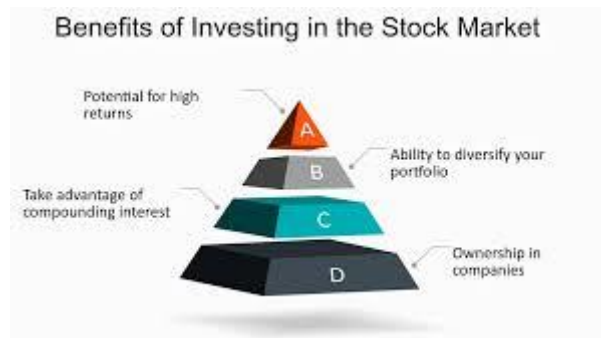 Benefits of Investing in the Stock Market
Potential for high
returns
A
Ability to diversify your
portfolio
B
Take advantage of
compounding interest
C
Ownership in
companies
D